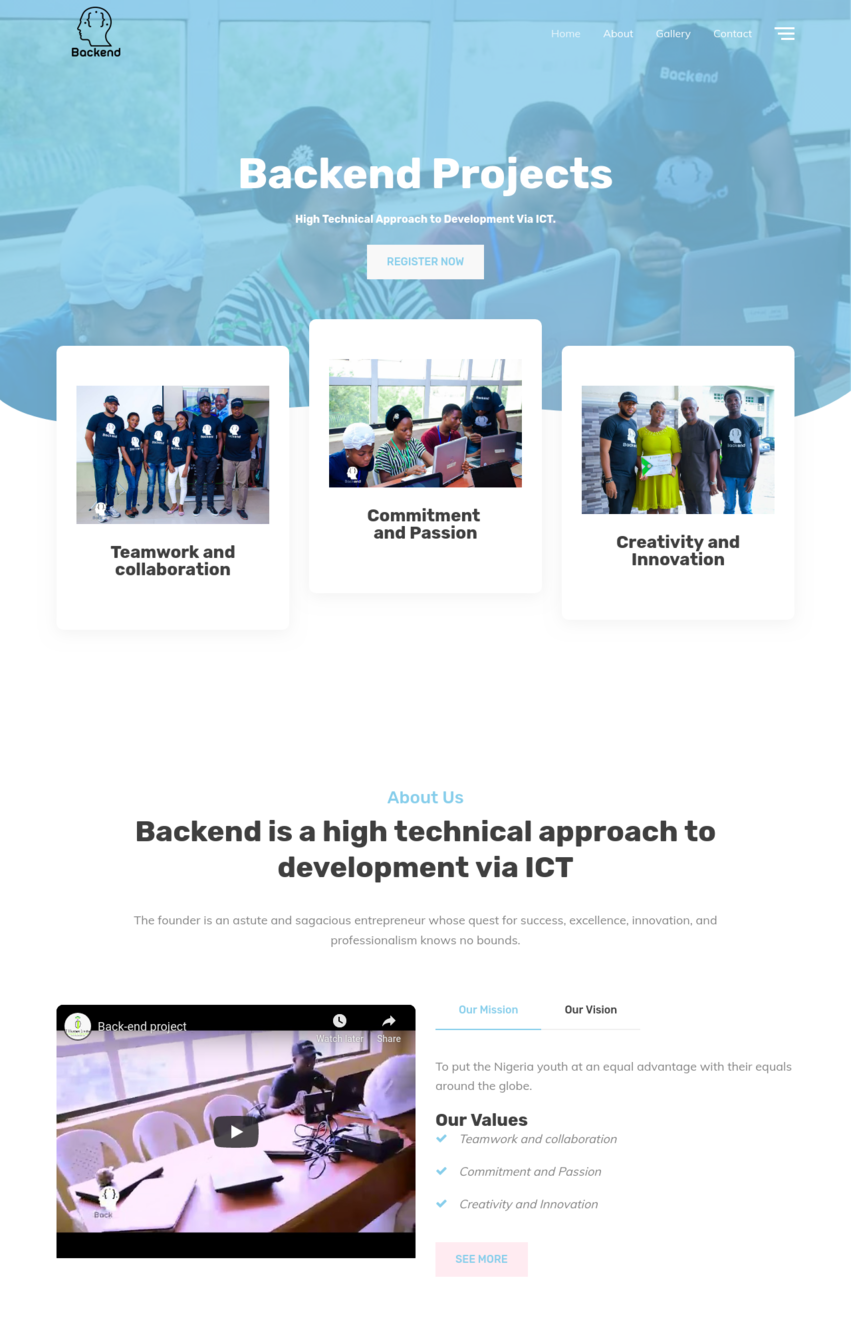 { : }
Backend
Home
About
Gallery
Contact
Backend
Backend Projects
High Technical Approach to Development Via ICT.
REGISTER NOW
Teamwork and
collaboration
Commitment
and Passion
Creativity and
Innovation
About Us
Backend is a high technical approach to
development via ICT
The founder is an astute and sagacious entrepreneur whose quest for success, excellence, innovation, and
professionalism knows no bounds.
Back-end project
Watch later
Share
Back
Our Mission
Our Vision
To put the Nigeria youth at an equal advantage with their equals
around the globe.
Our Values
Teamwork and collaboration
Commitment and Passion
Creativity and Innovation
SEE MORE